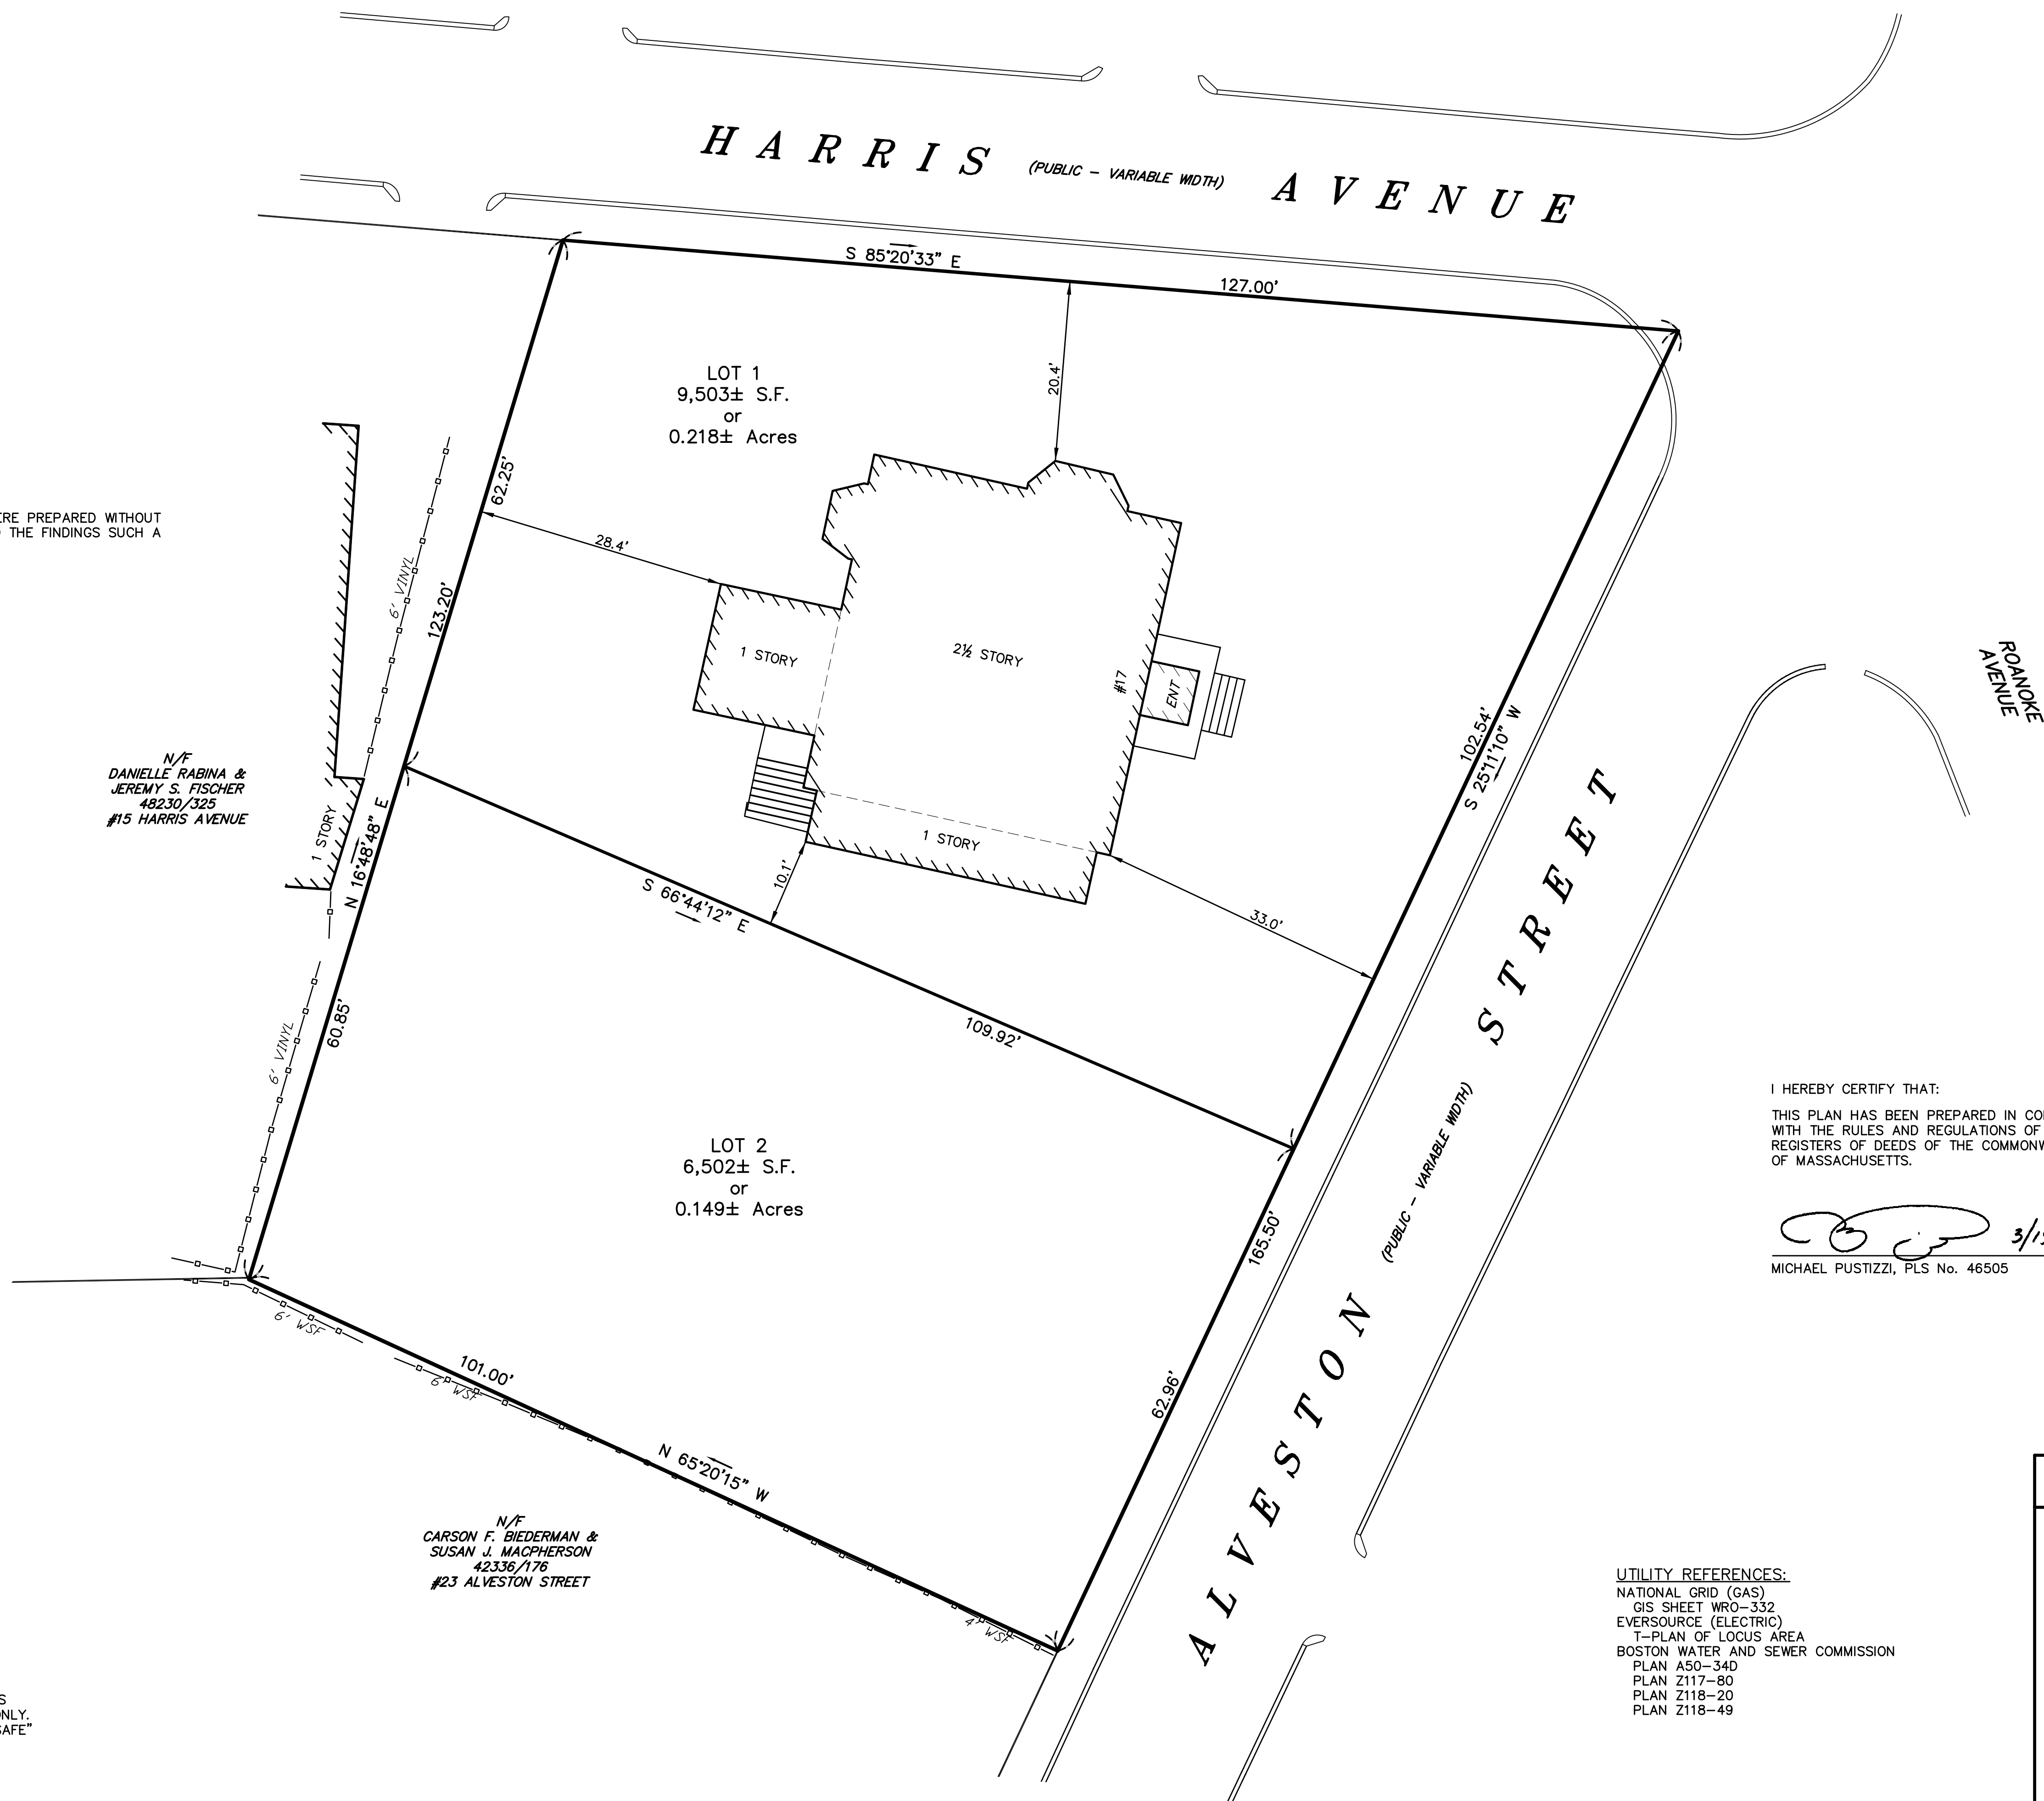 HARRIS (PUBLIC – VARIABLE WIDTH) AVENUE
S 85°20'33" E
127.00'
LOT 1
9,503± S.F.
or
0.218± Acres
20.4'
62.25'
28.4'
6' VINYL
123.20'
ERE PREPARED WITHOUT
THE FINDINGS SUCH A
1 STORY
2½ STORY
#17
ENT
102.54'
S 25°11'10" W
ROANOKE
AVENUE
N/F
DANIELLE RABINA &
JEREMY S. FISCHER
48230/325
#15 HARRIS AVENUE
1 STORY
N 16°48'48" E
1 STORY
10.1'
S 66°44'12" E
33.0'
109.92'
60.85'
6' VINYL
ALVESTON (PUBLIC – VARIABLE WIDTH) STREET
LOT 2
6,502± S.F.
or
0.149± Acres
165.50'
62.96'
I HEREBY CERTIFY THAT:
THIS PLAN HAS BEEN PREPARED IN CO
WITH THE RULES AND REGULATIONS OF
REGISTERS OF DEEDS OF THE COMMONW
OF MASSACHUSETTS.
MICHAEL PUSTIZZI, PLS No. 46505
6' WSF
101.00'
6' WSF
N 65°20'15" W
4' WSF
N/F
CARSON F. BIEDERMAN &
SUSAN J. MACPHERSON
42336/176
#23 ALVESTON STREET
UTILITY REFERENCES:
NATIONAL GRID (GAS)
GIS SHEET WRO–332
EVERSOURCE (ELECTRIC)
T–PLAN OF LOCUS AREA
BOSTON WATER AND SEWER COMMISSION
PLAN A50–34D
PLAN Z117–80
PLAN Z118–20
PLAN Z118–49
S
ONLY.
SAFE"